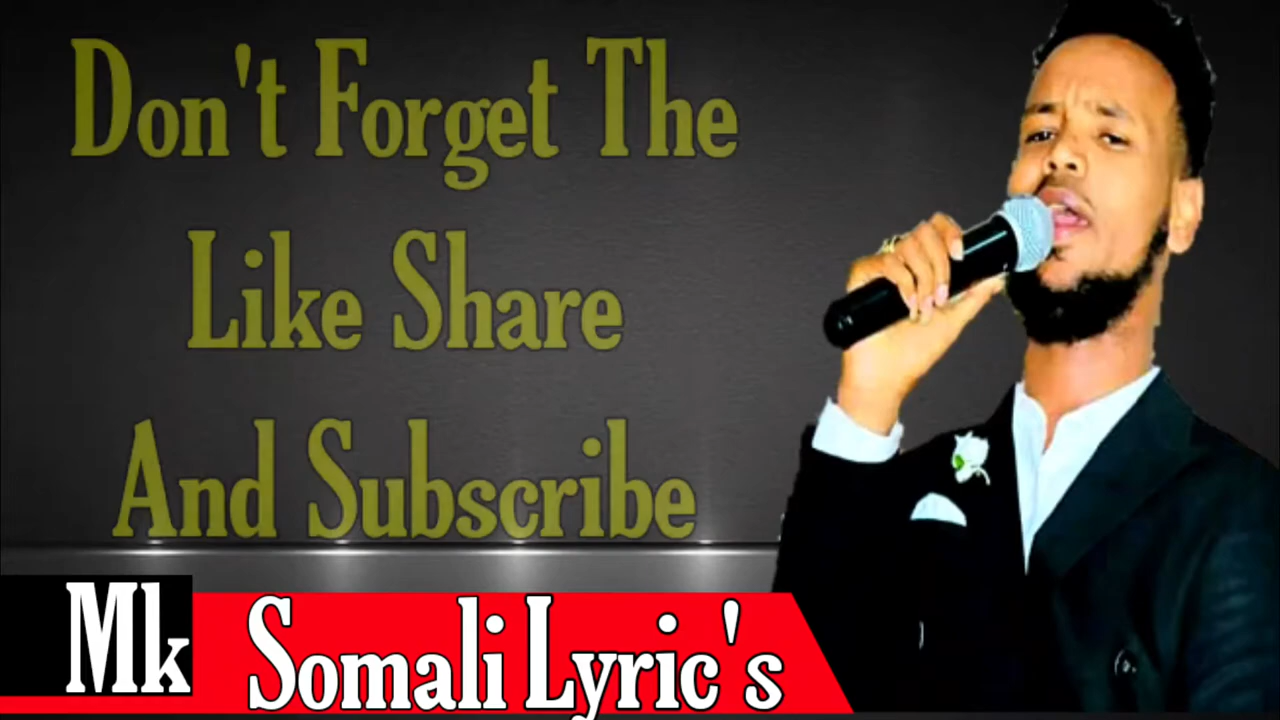 Don't Forget The
Like Share
And Subscribe
Mk Somali Lyric's